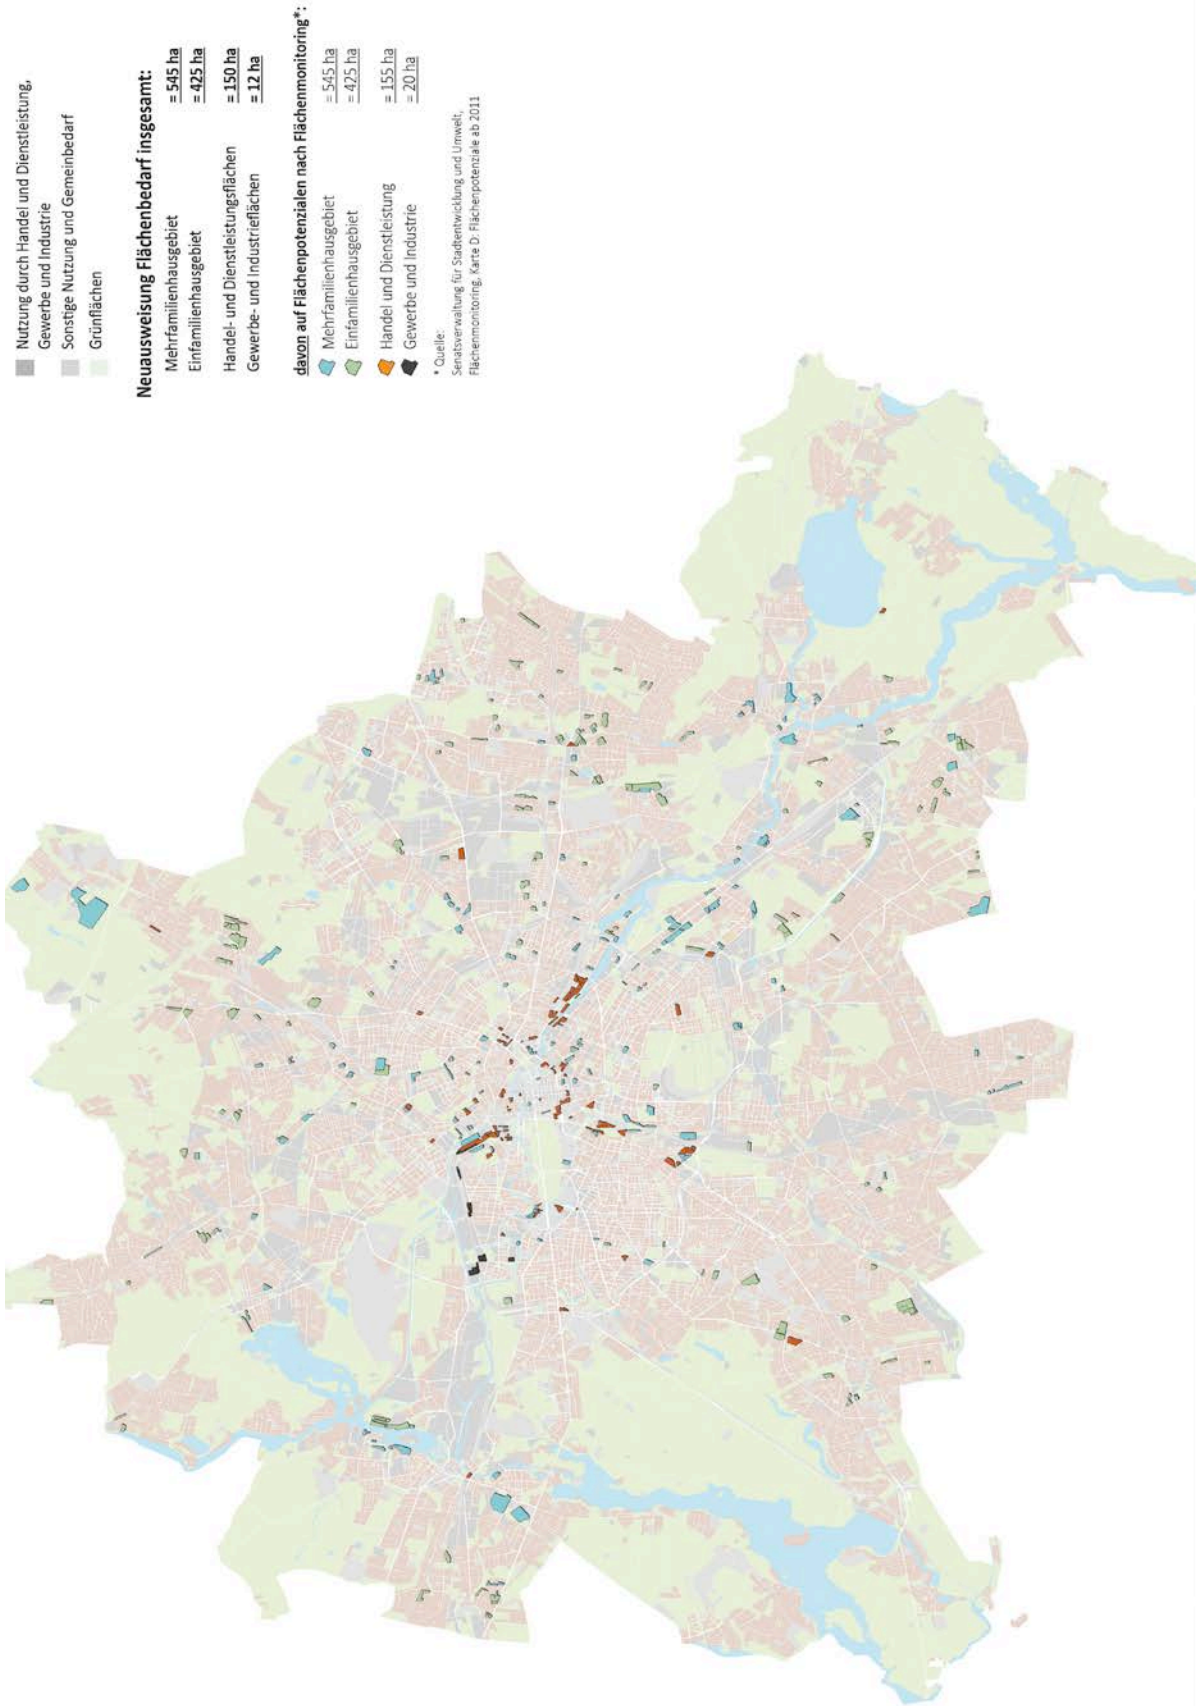 Nutzung durch Handel und Dienstleistung,
Gewerbe und Industrie
Sonstige Nutzung und Gemeinbedarf
Grünflächen
Neuausweisung Flächenbedarf insgesamt:
Mehrfamilienhausgebiet = 545 ha
Einfamilienhausgebiet = 425 ha
Handel- und Dienstleistungsflächen = 150 ha
Gewerbe- und Industrieflächen = 12 ha
davon auf Flächenpotenzialen nach Flächenmonitoring*:
Mehrfamilienhausgebiet = 545 ha
Einfamilienhausgebiet = 425 ha
Handel und Dienstleistung = 155 ha
Gewerbe und Industrie = 20 ha
* Quelle:
Senatsverwaltung für Stadtentwicklung und Umwelt,
Flächenmonitoring, Karte D: Flächenpotenziale ab 2011